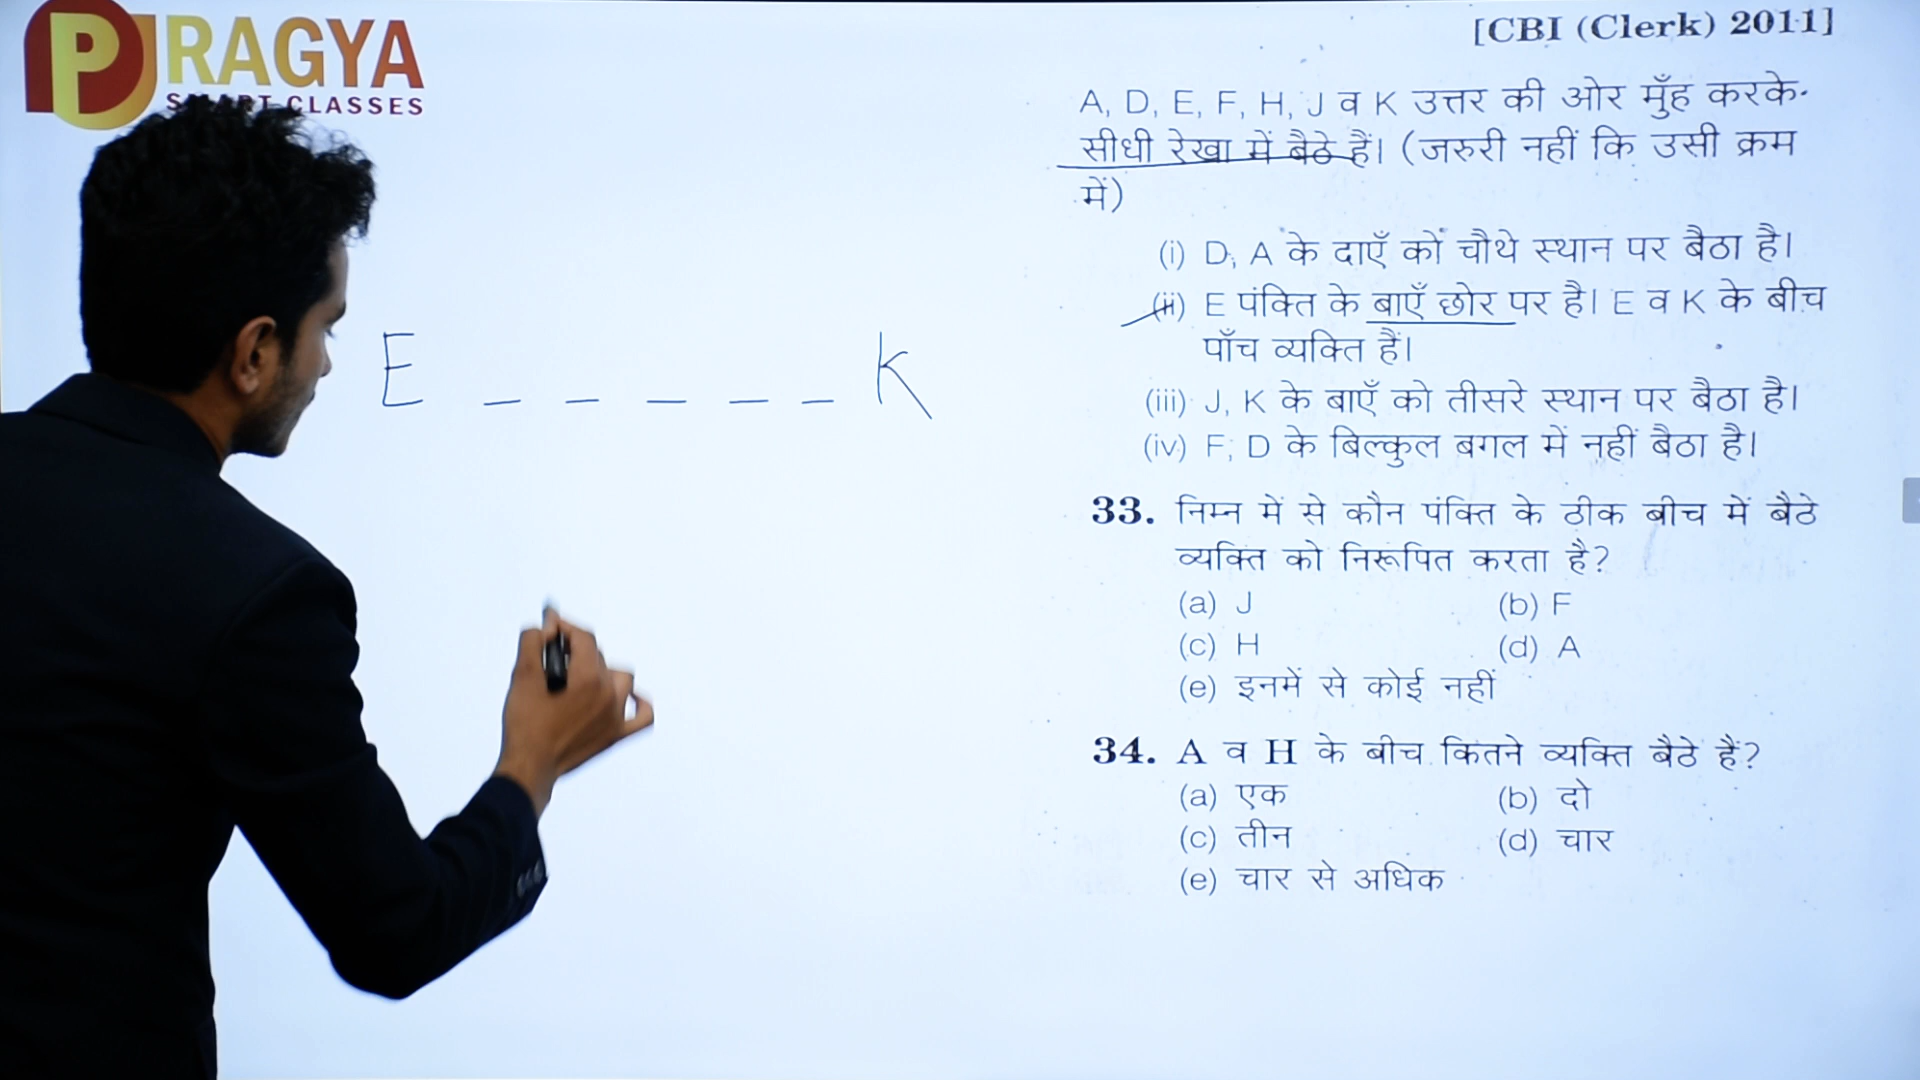 PRAGYA
SMART CLASSES
[CBI (Clerk) 2011]
A, D, E, F, H, J व K उत्तर की ओर मुँह करके
सीधी रेखा में बैठे हैं। (जरुरी नहीं कि उसी क्रम
में)
(i) D, A के दाएँ को चौथे स्थान पर बैठा है।
(ii) E पंक्ति के बाएँ छोर पर है। E व K के बीच
पाँच व्यक्ति हैं।
(iii) J, K के बाएँ को तीसरे स्थान पर बैठा है।
(iv) F, D के बिल्कुल बगल में नहीं बैठा है।
E _ _ _ _ _ K
33. निम्न में से कौन पंक्ति के ठीक बीच में बैठे
व्यक्ति को निरूपित करता है?
(a) J (b) F
(c) H (d) A
(e) इनमें से कोई नहीं
34. A व H के बीच कितने व्यक्ति बैठे हैं?
(a) एक (b) दो
(c) तीन (d) चार
(e) चार से अधिक